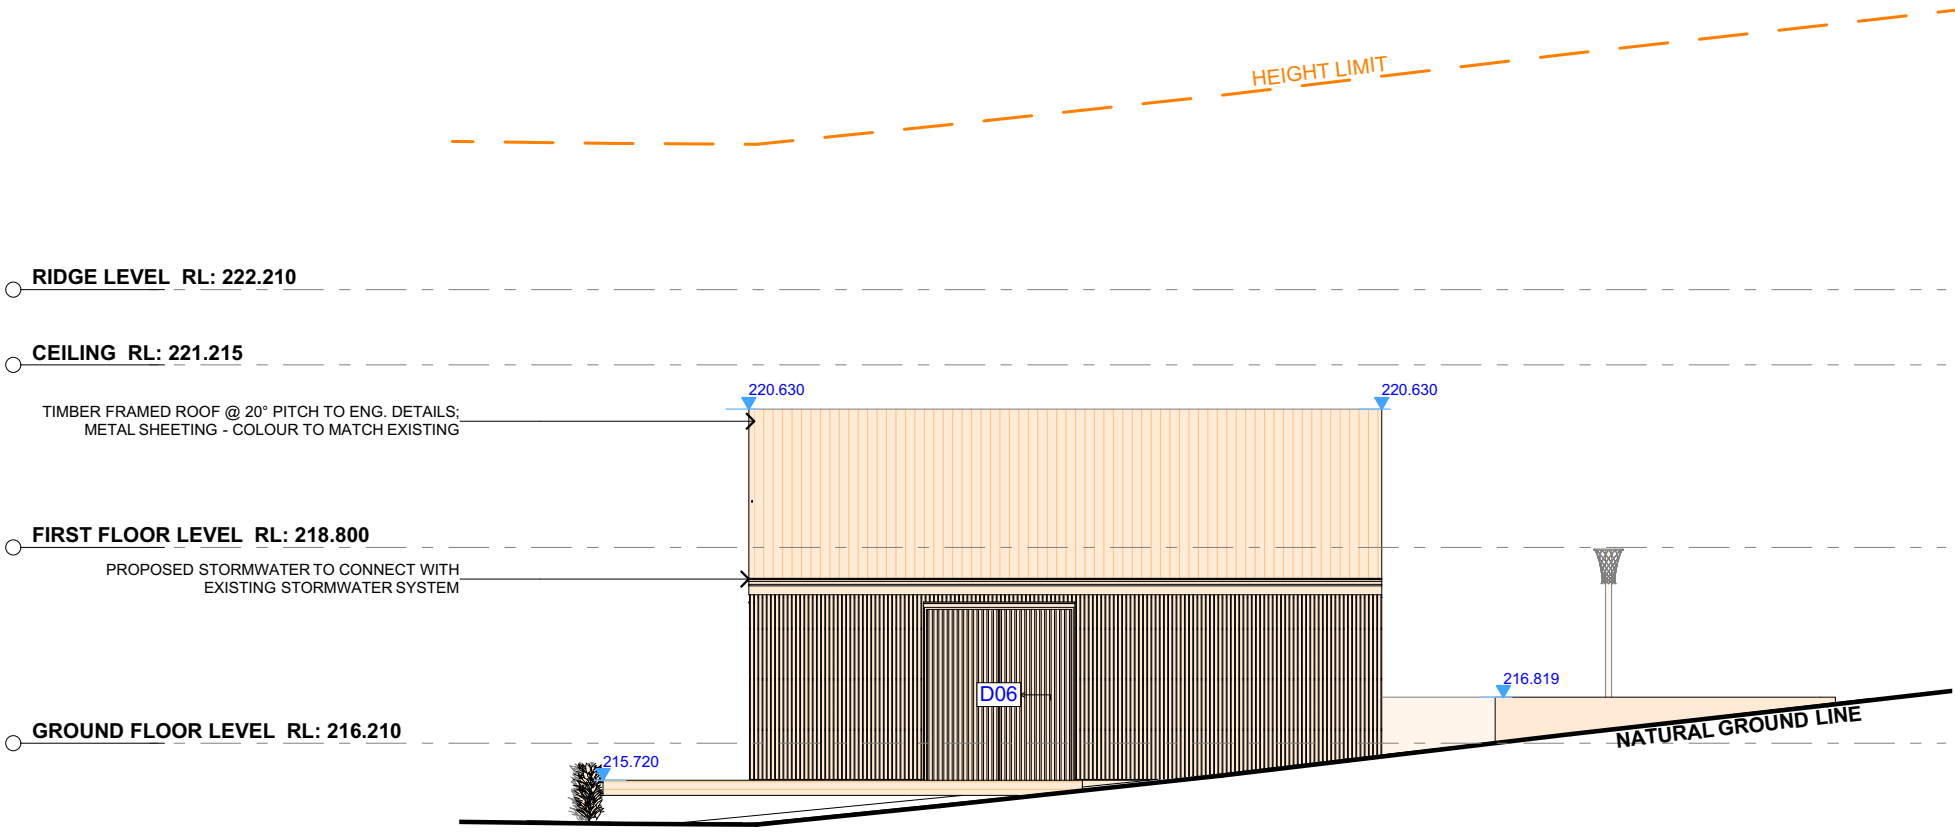 HEIGHT LIMIT
RIDGE LEVEL RL: 222.210
CEILING RL: 221.215
220.630
220.630
TIMBER FRAMED ROOF @ 20° PITCH TO ENG. DETAILS;
METAL SHEETING - COLOUR TO MATCH EXISTING
FIRST FLOOR LEVEL RL: 218.800
PROPOSED STORMWATER TO CONNECT WITH
EXISTING STORMWATER SYSTEM
D06
216.819
GROUND FLOOR LEVEL RL: 216.210
NATURAL GROUND LINE
215.720